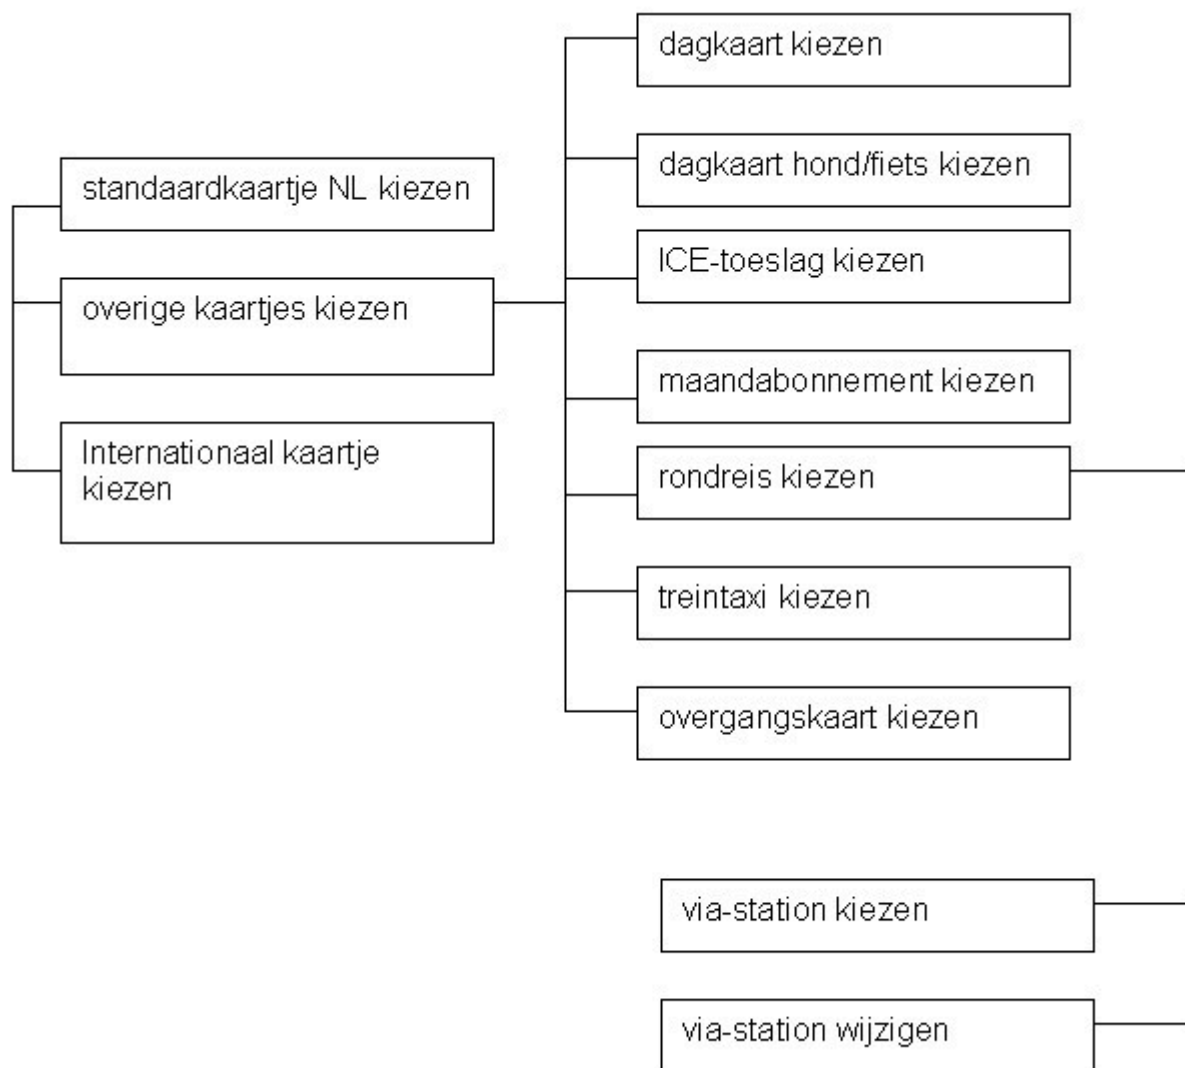 standaardkaartje NL kiezen
overige kaartjes kiezen
Internationaal kaartje
kiezen
dagkaart kiezen
dagkaart hond/fiets kiezen
ICE-toeslag kiezen
maandabonnement kiezen
rondreis kiezen
treintaxi kiezen
overgangskaart kiezen
via-station kiezen
via-station wijzigen